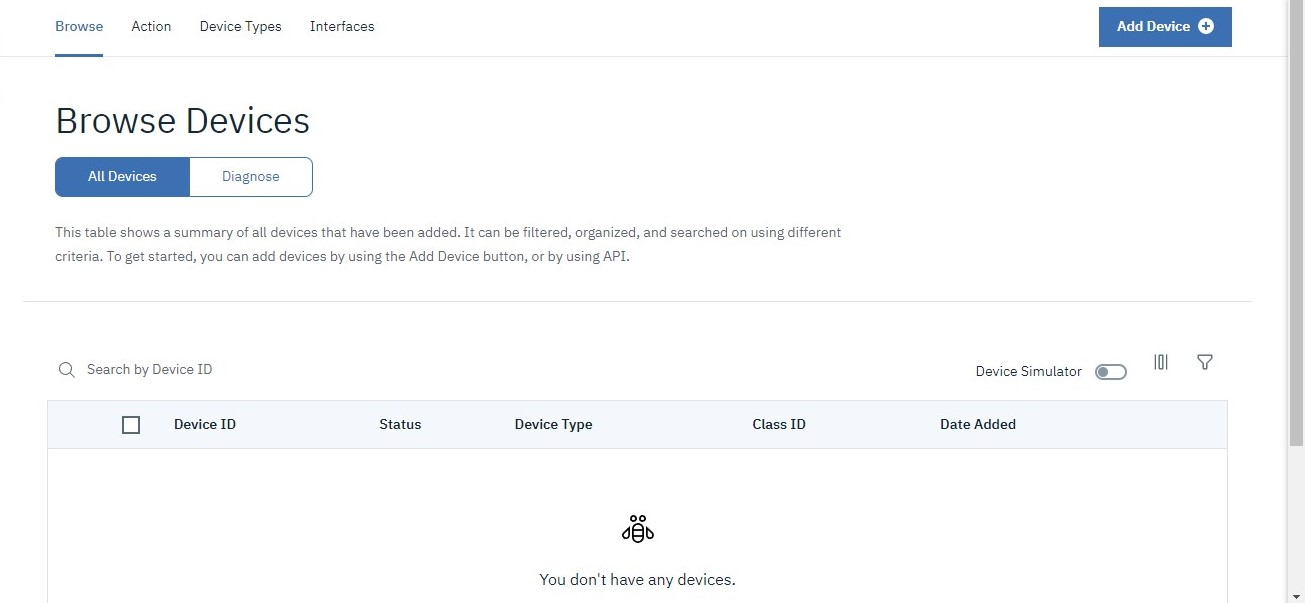 Browse Action Device Types Interfaces Add Device
Browse Devices
All Devices Diagnose
This table shows a summary of all devices that have been added. It can be filtered, organized, and searched on using different
criteria. To get started, you can add devices by using the Add Device button, or by using API.
Search by Device ID Device Simulator
Device ID Status Device Type Class ID Date Added
You don't have any devices.